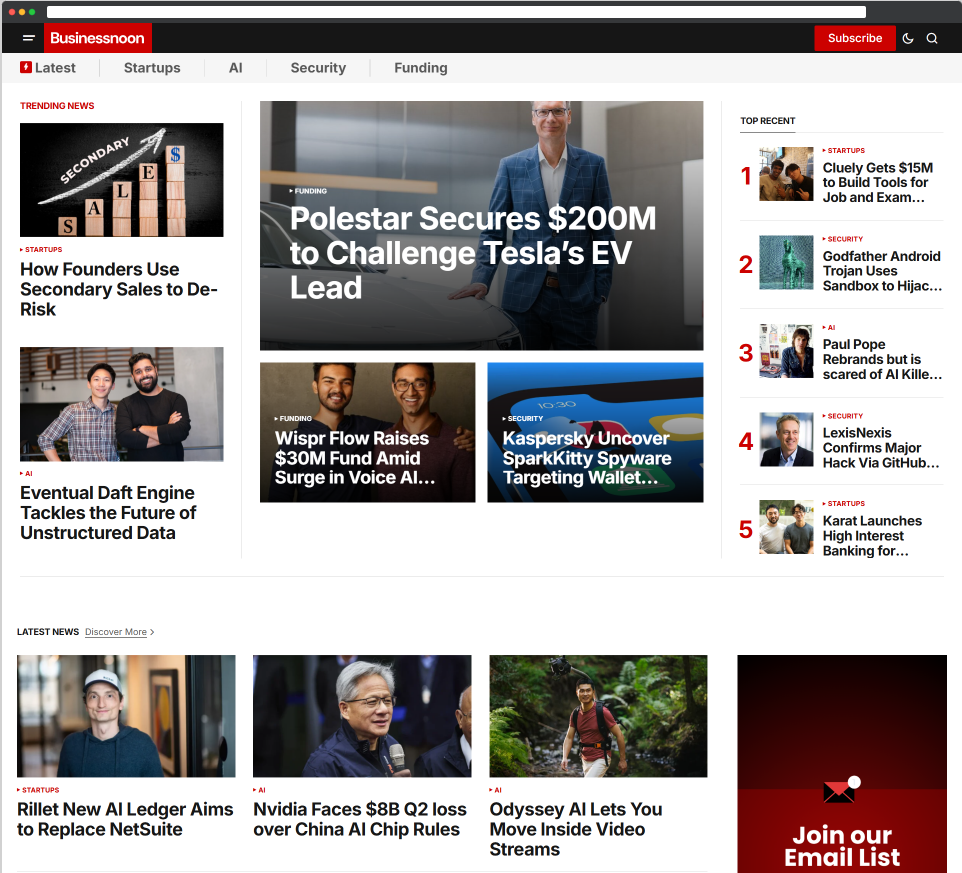 Businessnoon
Subscribe
Latest
Startups
AI
Security
Funding
TRENDING NEWS
SECONDARY
$
E
L
A
S
STARTUPS
How Founders Use
Secondary Sales to De-
Risk
AI
Eventual Daft Engine
Tackles the Future of
Unstructured Data
FUNDING
Polestar Secures $200M
to Challenge Tesla’s EV
Lead
FUNDING
Wispr Flow Raises
$30M Fund Amid
Surge in Voice AI...
10:30
SECURITY
Kaspersky Uncover
SparkKitty Spyware
Targeting Wallet...
TOP RECENT
1
STARTUPS
Cluely Gets $15M
to Build Tools for
Job and Exam...
2
SECURITY
Godfather Android
Trojan Uses
Sandbox to Hijac...
3
AI
Paul Pope
Rebrands but is
scared of AI Kille...
4
SECURITY
LexisNexis
Confirms Major
Hack Via GitHub...
5
STARTUPS
Karat Launches
High Interest
Banking for...
LATEST NEWS Discover More
STARTUPS
Rillet New AI Ledger Aims
to Replace NetSuite
AI
Nvidia Faces $8B Q2 loss
over China AI Chip Rules
AI
Odyssey AI Lets You
Move Inside Video
Streams
Join our
Email List